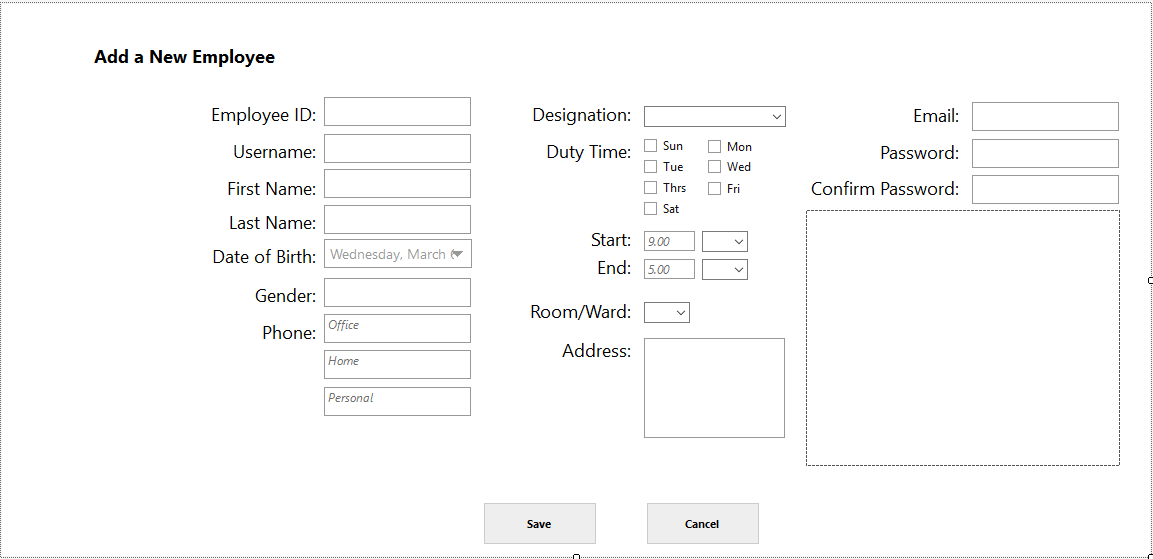 Add a New Employee
Employee ID:
Username:
First Name:
Last Name:
Date of Birth: Wednesday, March
Gender:
Phone: Office
Home
Personal
Designation:
Duty Time: Sun Mon
Tue Wed
Thrs Fri
Sat
Start: 9.00
End: 5.00
Room/Ward:
Address:
Email:
Password:
Confirm Password:
Save Cancel